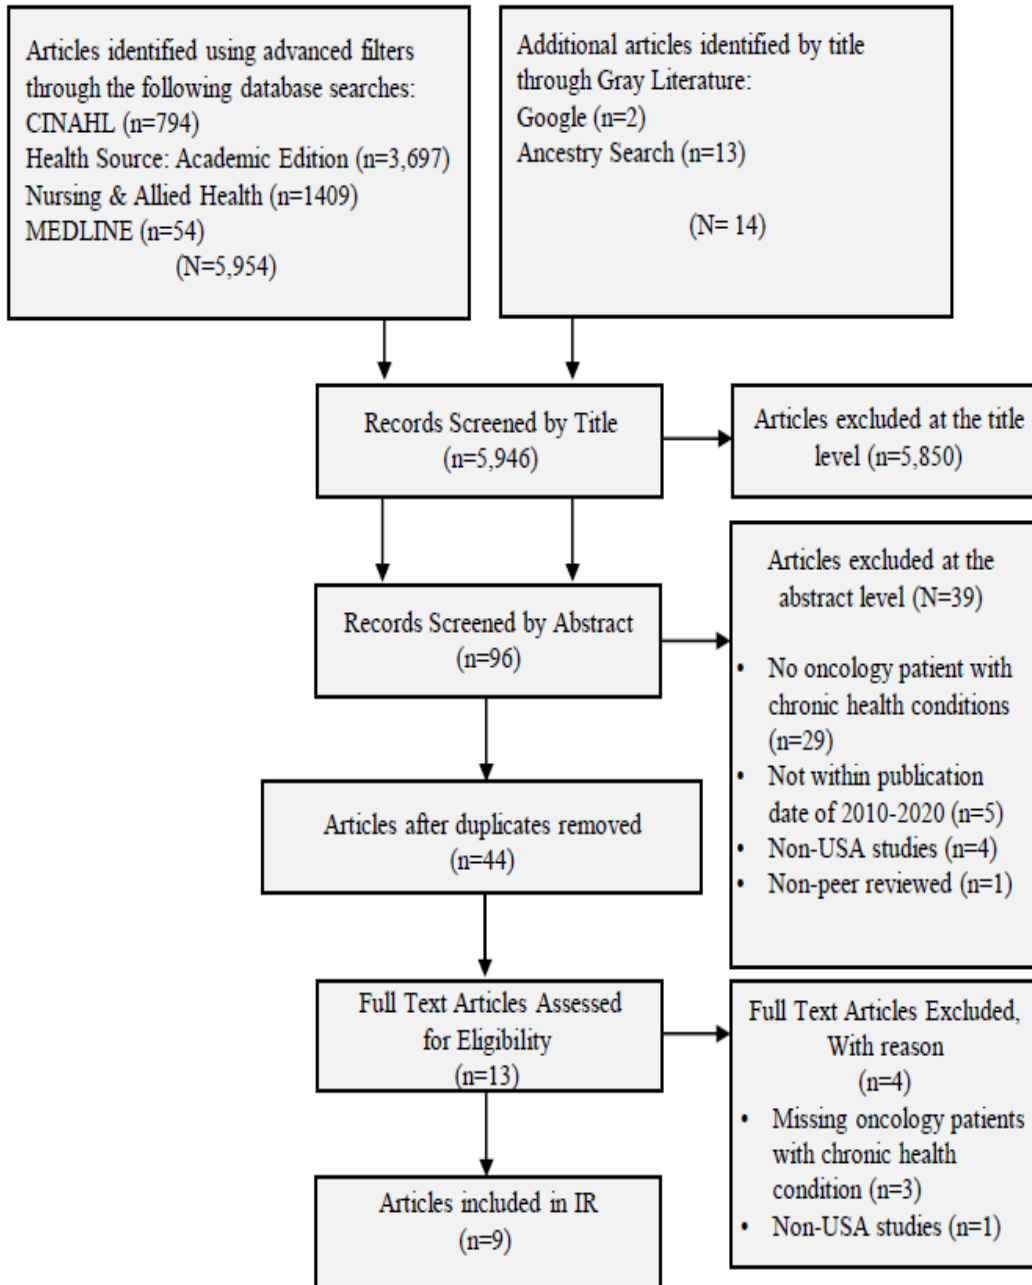 Articles identified using advanced filters
through the following database searches:
CINAHL (n=794)
Health Source: Academic Edition (n=3,697)
Nursing & Allied Health (n=1409)
MEDLINE (n=54)
(N=5,954)
Additional articles identified by title
through Gray Literature:
Google (n=2)
Ancestry Search (n=13)
(N= 14)
Records Screened by Title
(n=5,946)
Articles excluded at the title
level (n=5,850)
Records Screened by Abstract
(n=96)
Articles excluded at the
abstract level (N=39)
• No oncology patient with
chronic health conditions
(n=29)
• Not within publication
date of 2010-2020 (n=5)
• Non-USA studies (n=4)
• Non-peer reviewed (n=1)
Articles after duplicates removed
(n=44)
Full Text Articles Assessed
for Eligibility
(n=13)
Full Text Articles Excluded,
With reason
(n=4)
• Missing oncology patients
with chronic health
condition (n=3)
• Non-USA studies (n=1)
Articles included in IR
(n=9)